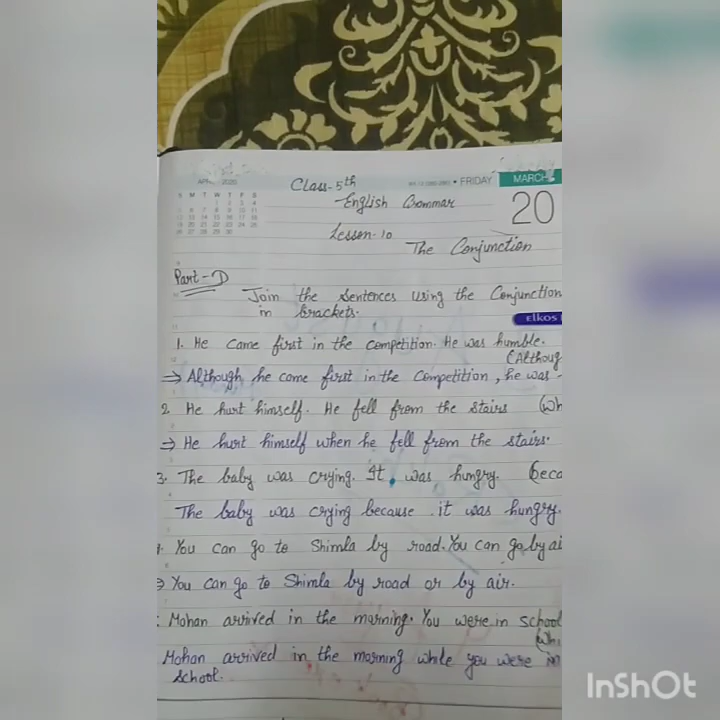 Class-5th
FRIDAY
MARCH
20
English Grammar
Lesson-10
The Conjunction
Part-D
Join the Sentences using the Conjunction
in brackets.
Elkos
1. He came first in the competition. He was humble.
(Althoug
⇒ Although he come first in the competition, he was -
2. He hurt himself. He fell from the stairs (wh
⇒ He hurt himself when he fell from the stairs.
3. The baby was crying. It was hungry. (beca
The baby was crying because it was hungry.
You can go to Shimla by road. You can go by ai
⇒ You can go to Shimla by road or by air.
Mohan arrived in the morning. You were in school
(whi
Mohan arrived in the morning while you were in
school.
InShOt